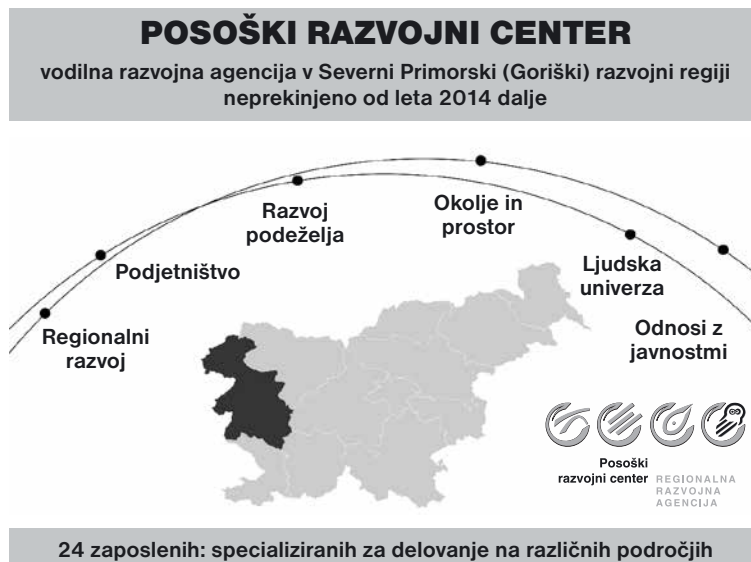 POSOŠKI RAZVOJNI CENTER
vodilna razvojna agencija v Severni Primorski (Goriški) razvojni regiji
neprekinjeno od leta 2014 dalje
Regionalni
razvoj
Podjetništvo
Razvoj
podeželja
Okolje in
prostor
Ljudska
univerza
Odnosi z
javnostmi
Posoški
razvojni center
REGIONALNA
RAZVOJNA
AGENCIJA
24 zaposlenih: specializiranih za delovanje na različnih področjih